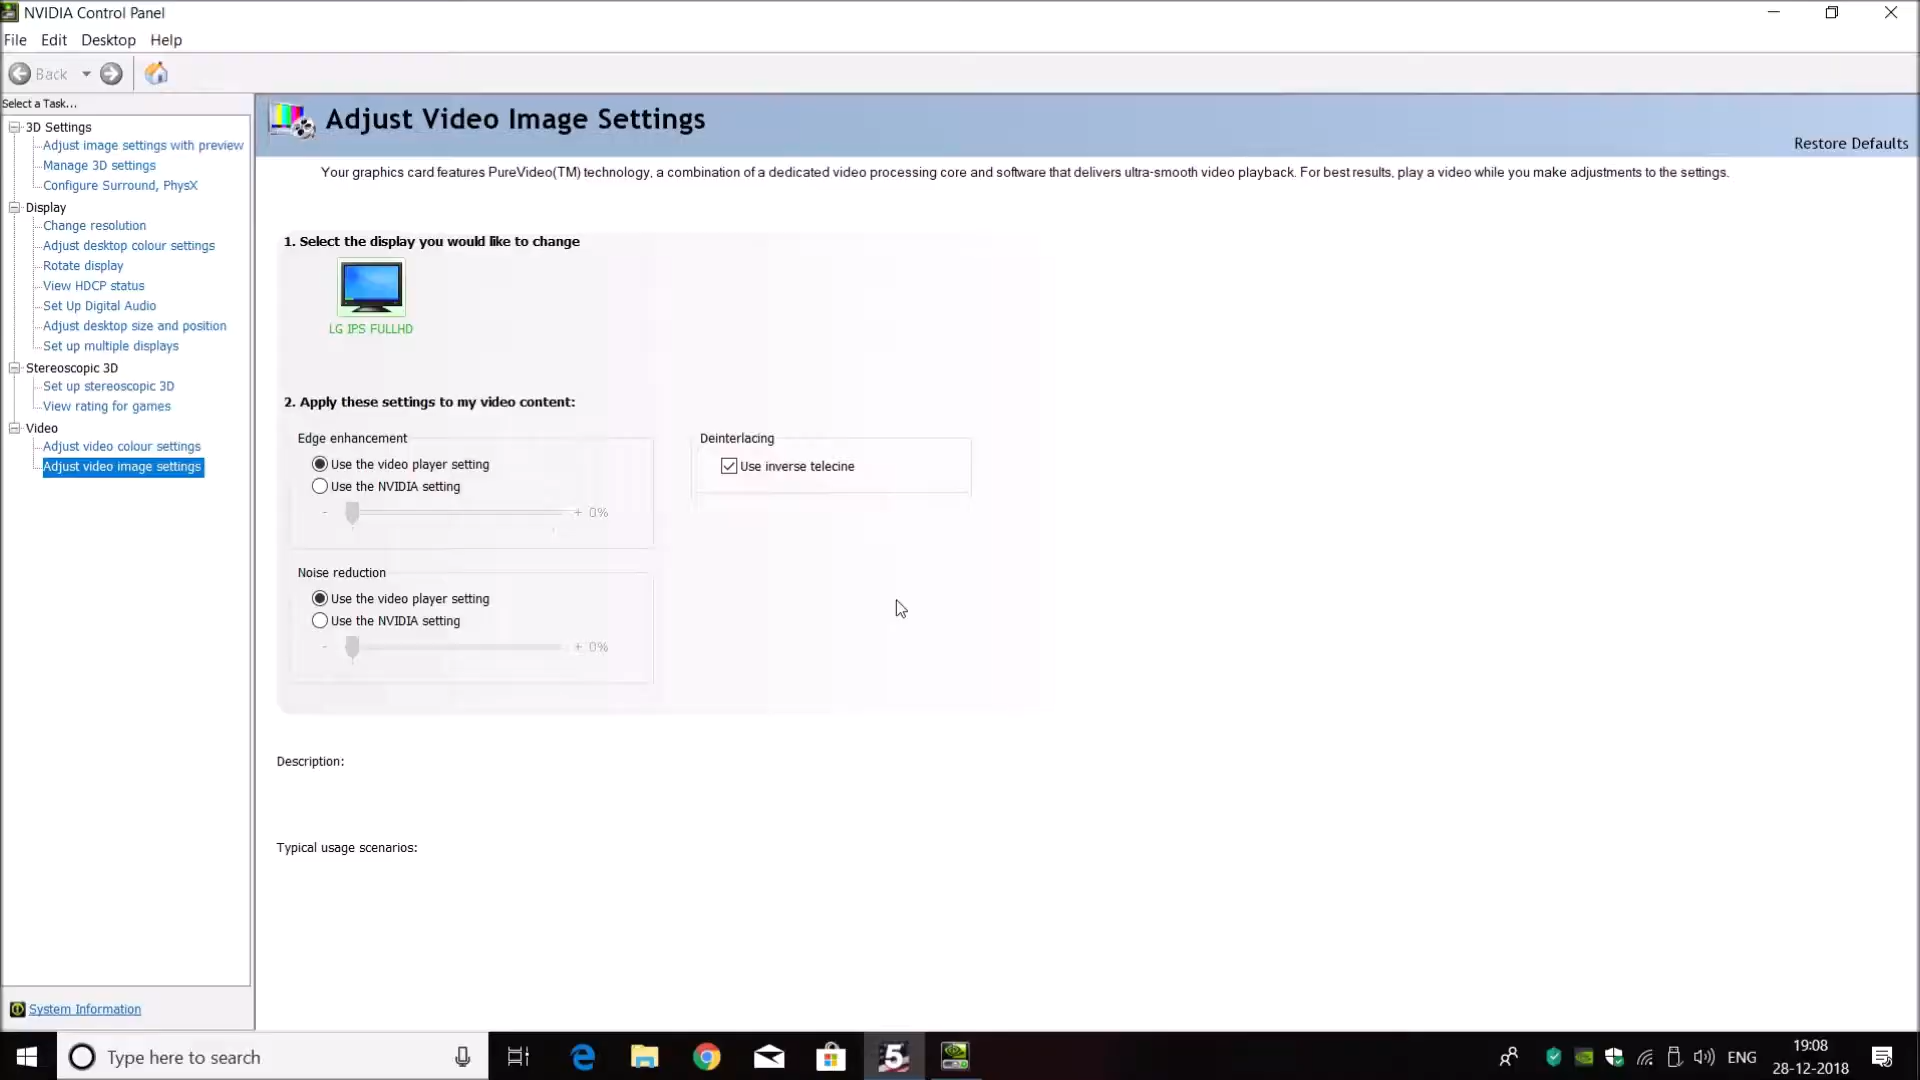 NVIDIA Control Panel
File Edit Desktop Help
Back
Select a Task...
3D Settings
Adjust image settings with preview
Manage 3D settings
Configure Surround, PhysX
Display
Change resolution
Adjust desktop colour settings
Rotate display
View HDCP status
Set Up Digital Audio
Adjust desktop size and position
Set up multiple displays
Stereoscopic 3D
Set up stereoscopic 3D
View rating for games
Video
Adjust video colour settings
Adjust video image settings
System Information
Adjust Video Image Settings
Restore Defaults
Your graphics card features PureVideo(TM) technology, a combination of a dedicated video processing core and software that delivers ultra-smooth video playback. For best results, play a video while you make adjustments to the settings.
1. Select the display you would like to change
LG IPS FULLHD
2. Apply these settings to my video content:
Edge enhancement
Use the video player setting
Use the NVIDIA setting
- + 0%
Noise reduction
Use the video player setting
Use the NVIDIA setting
- + 0%
Deinterlacing
Use inverse telecine
Description:
Typical usage scenarios:
Type here to search
5
ENG
19:08
28-12-2018